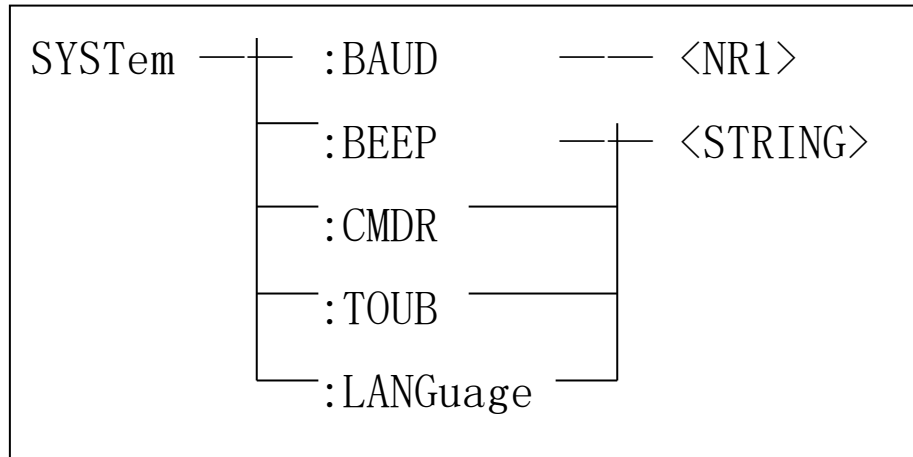 SYSTem :BAUD <NR1>
:BEEP <STRING>
:CMDR
:TOUB
:LANGuage